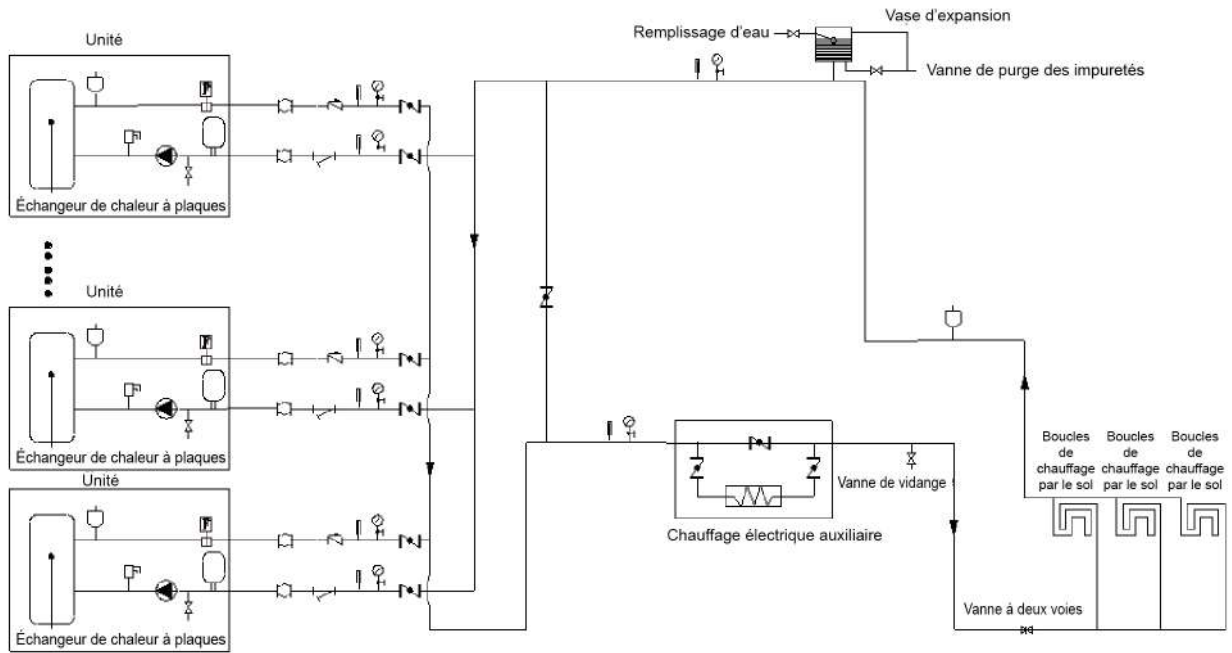 Unité
Échangeur de chaleur à plaques
Unité
Échangeur de chaleur à plaques
Unité
Échangeur de chaleur à plaques
Remplissage d'eau
Vase d'expansion
Vanne de purge des impuretés
Chauffage électrique auxiliaire
Vanne de vidange
Boucles
de
chauffage
par le sol
Boucles
de
chauffage
par le sol
Boucles
de
chauffage
par le sol
Vanne à deux voies